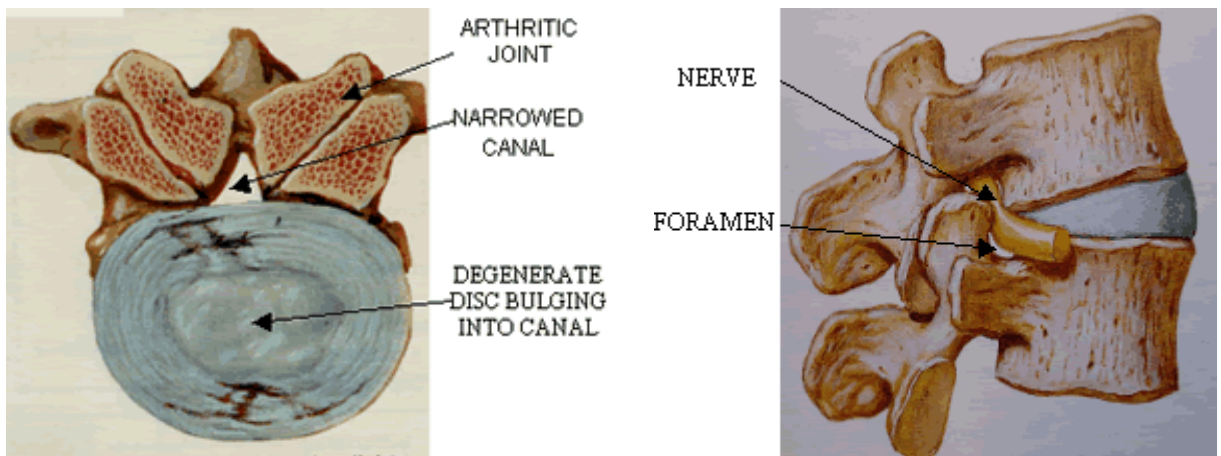 ARTHRITIC
JOINT
NARROWED
CANAL
DEGENERATE
DISC BULGING
INTO CANAL
NERVE
FORAMEN